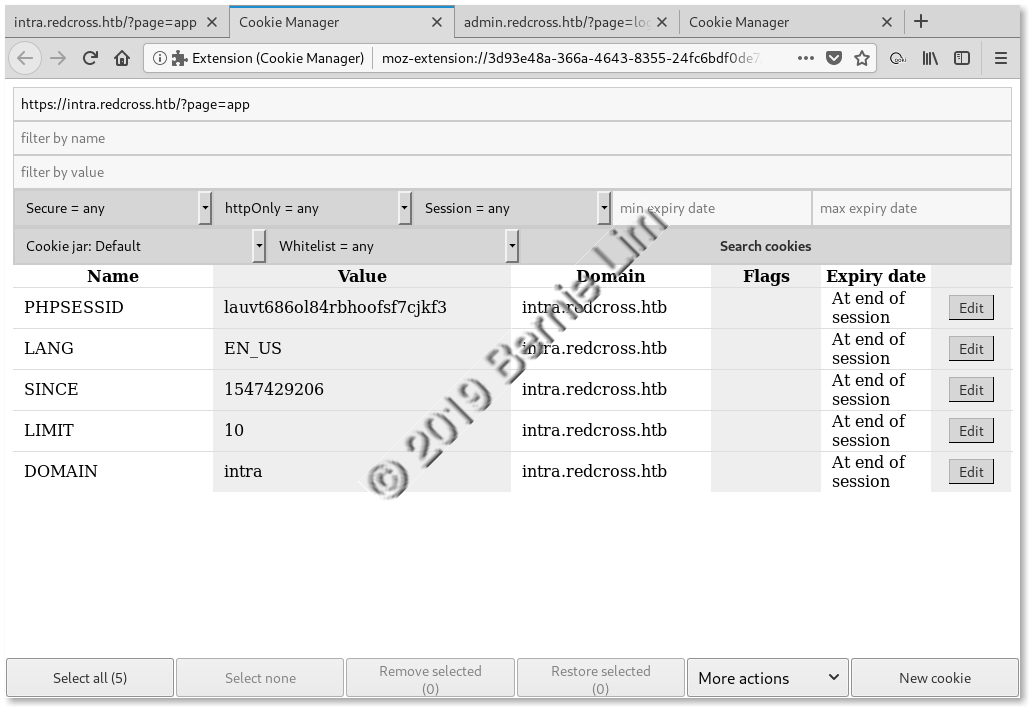 intra.redcross.htb/?page=app
Cookie Manager
admin.redcross.htb/?page=lo
Cookie Manager
Extension (Cookie Manager)
moz-extension://3d93e48a-366a-4643-8355-24fc6bdf0de7
https://intra.redcross.htb/?page=app
filter by name
filter by value
Secure = any httpOnly = any Session = any min expiry date max expiry date
Cookie jar: Default Whitelist = any Search cookies
Name Value Domain Flags Expiry date
PHPSESSID lauvt686ol84rbhoofsf7cjkf3 intra.redcross.htb At end of session Edit
LANG EN_US intra.redcross.htb At end of session Edit
SINCE 1547429206 intra.redcross.htb At end of session Edit
LIMIT 10 intra.redcross.htb At end of session Edit
DOMAIN intra intra.redcross.htb At end of session Edit
© 2019 Bernie Lim
Select all (5) Select none Remove selected (0) Restore selected (0) More actions New cookie